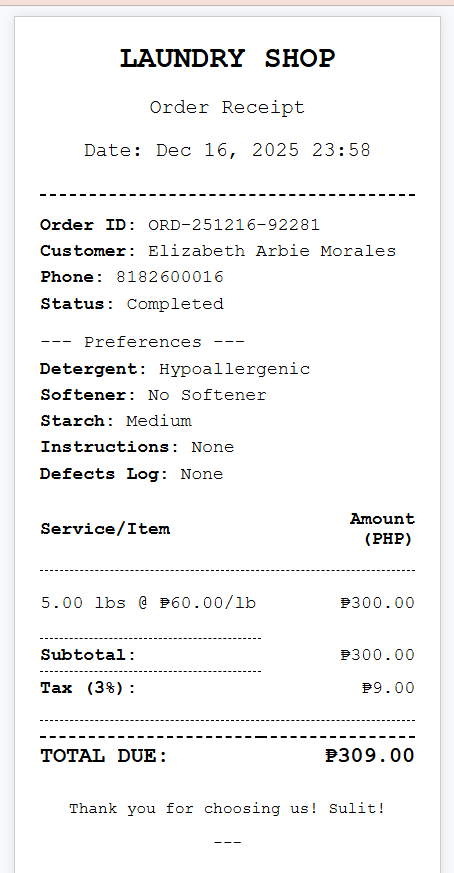 LAUNDRY SHOP
Order Receipt
Date: Dec 16, 2025 23:58
Order ID: ORD-251216-92281
Customer: Elizabeth Arbie Morales
Phone: 8182600016
Status: Completed
--- Preferences ---
Detergent: Hypoallergenic
Softener: No Softener
Starch: Medium
Instructions: None
Defects Log: None
Service/Item Amount
(PHP)
5.00 lbs @ ₱60.00/lb ₱300.00
Subtotal: ₱300.00
Tax (3%): ₱9.00
TOTAL DUE: ₱309.00
Thank you for choosing us! Sulit!
---